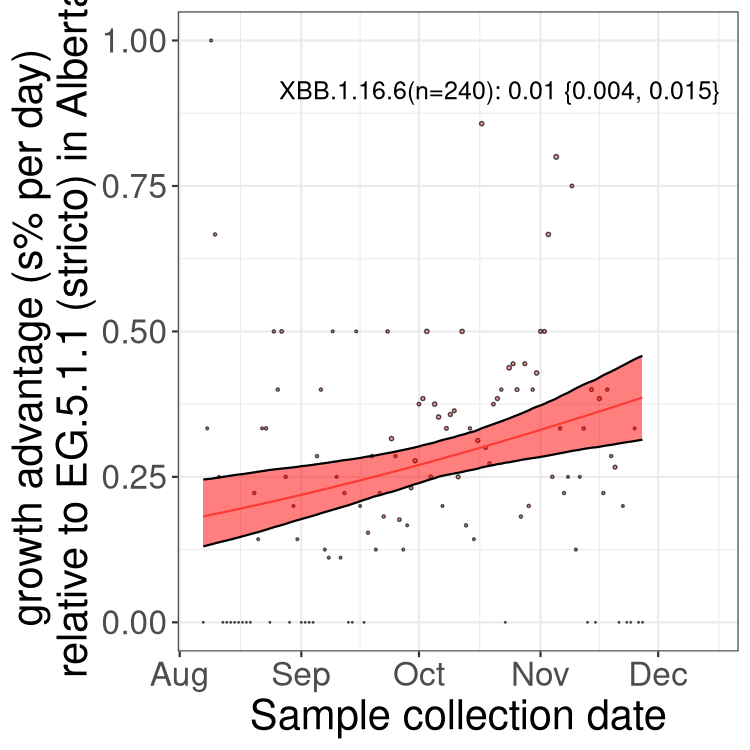 growth advantage (s% per day)
relative to EG.5.1.1 (stricto) in Alberta
1.00
0.75
0.50
0.25
0.00
XBB.1.16.6(n=240): 0.01 {0.004, 0.015}
Aug Sep Oct Nov Dec
Sample collection date